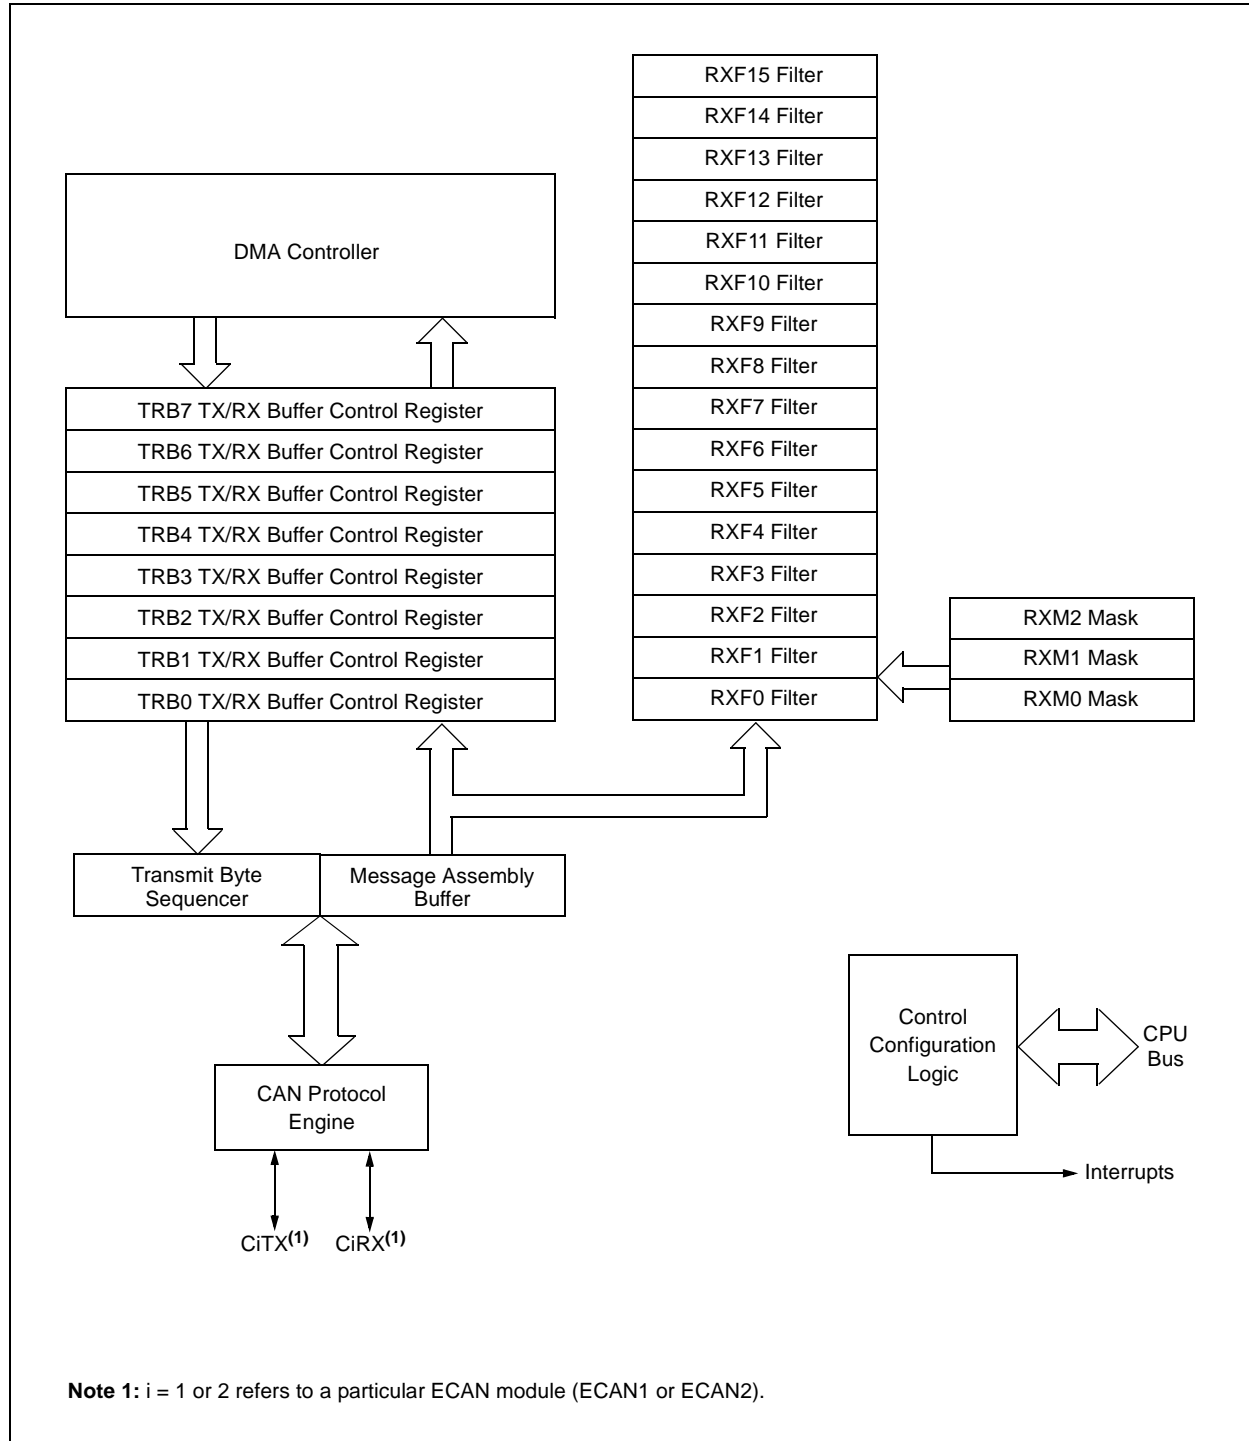 RXF15 Filter
RXF14 Filter
RXF13 Filter
RXF12 Filter
RXF11 Filter
RXF10 Filter
RXF9 Filter
RXF8 Filter
RXF7 Filter
RXF6 Filter
RXF5 Filter
RXF4 Filter
RXF3 Filter
RXF2 Filter
RXF1 Filter
RXF0 Filter
DMA Controller
TRB7 TX/RX Buffer Control Register
TRB6 TX/RX Buffer Control Register
TRB5 TX/RX Buffer Control Register
TRB4 TX/RX Buffer Control Register
TRB3 TX/RX Buffer Control Register
TRB2 TX/RX Buffer Control Register
TRB1 TX/RX Buffer Control Register
TRB0 TX/RX Buffer Control Register
RXM2 Mask
RXM1 Mask
RXM0 Mask
Transmit Byte
Sequencer
Message Assembly
Buffer
CAN Protocol
Engine
CiTX(1)
CiRX(1)
Control
Configuration
Logic
CPU
Bus
Interrupts
Note 1: i = 1 or 2 refers to a particular ECAN module (ECAN1 or ECAN2).